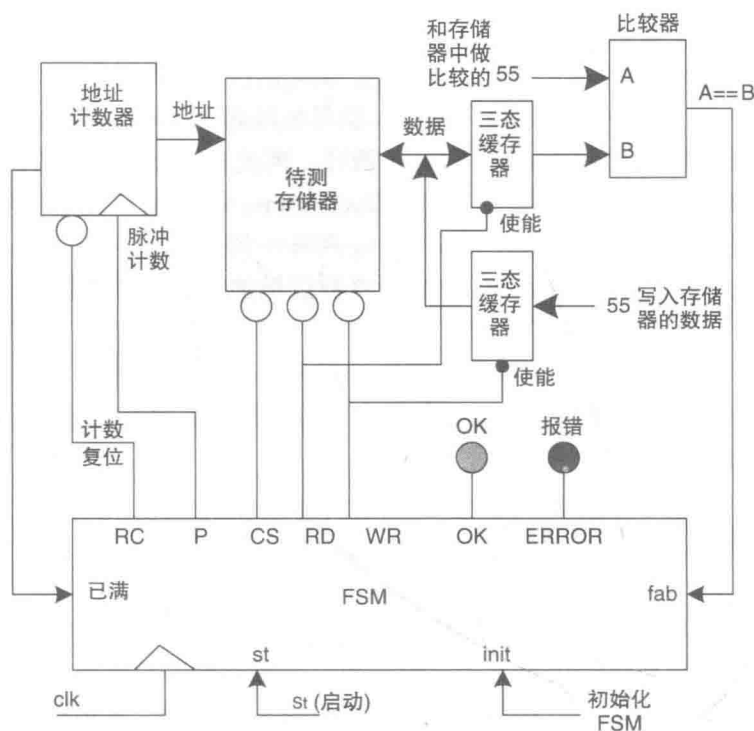 和存储
器中做
比较的 55
比较器
A
A==B
B
地址
计数器
地址
待测
存储器
数据
三态
缓存
器
使能
脉冲
计数
三态
缓存
器
55 写入存储
器的数据
使能
计数
复位
OK
报错
RC
P
CS
RD
WR
OK
ERROR
已满
FSM
fab
st
init
clk
St (启动)
初始化
FSM